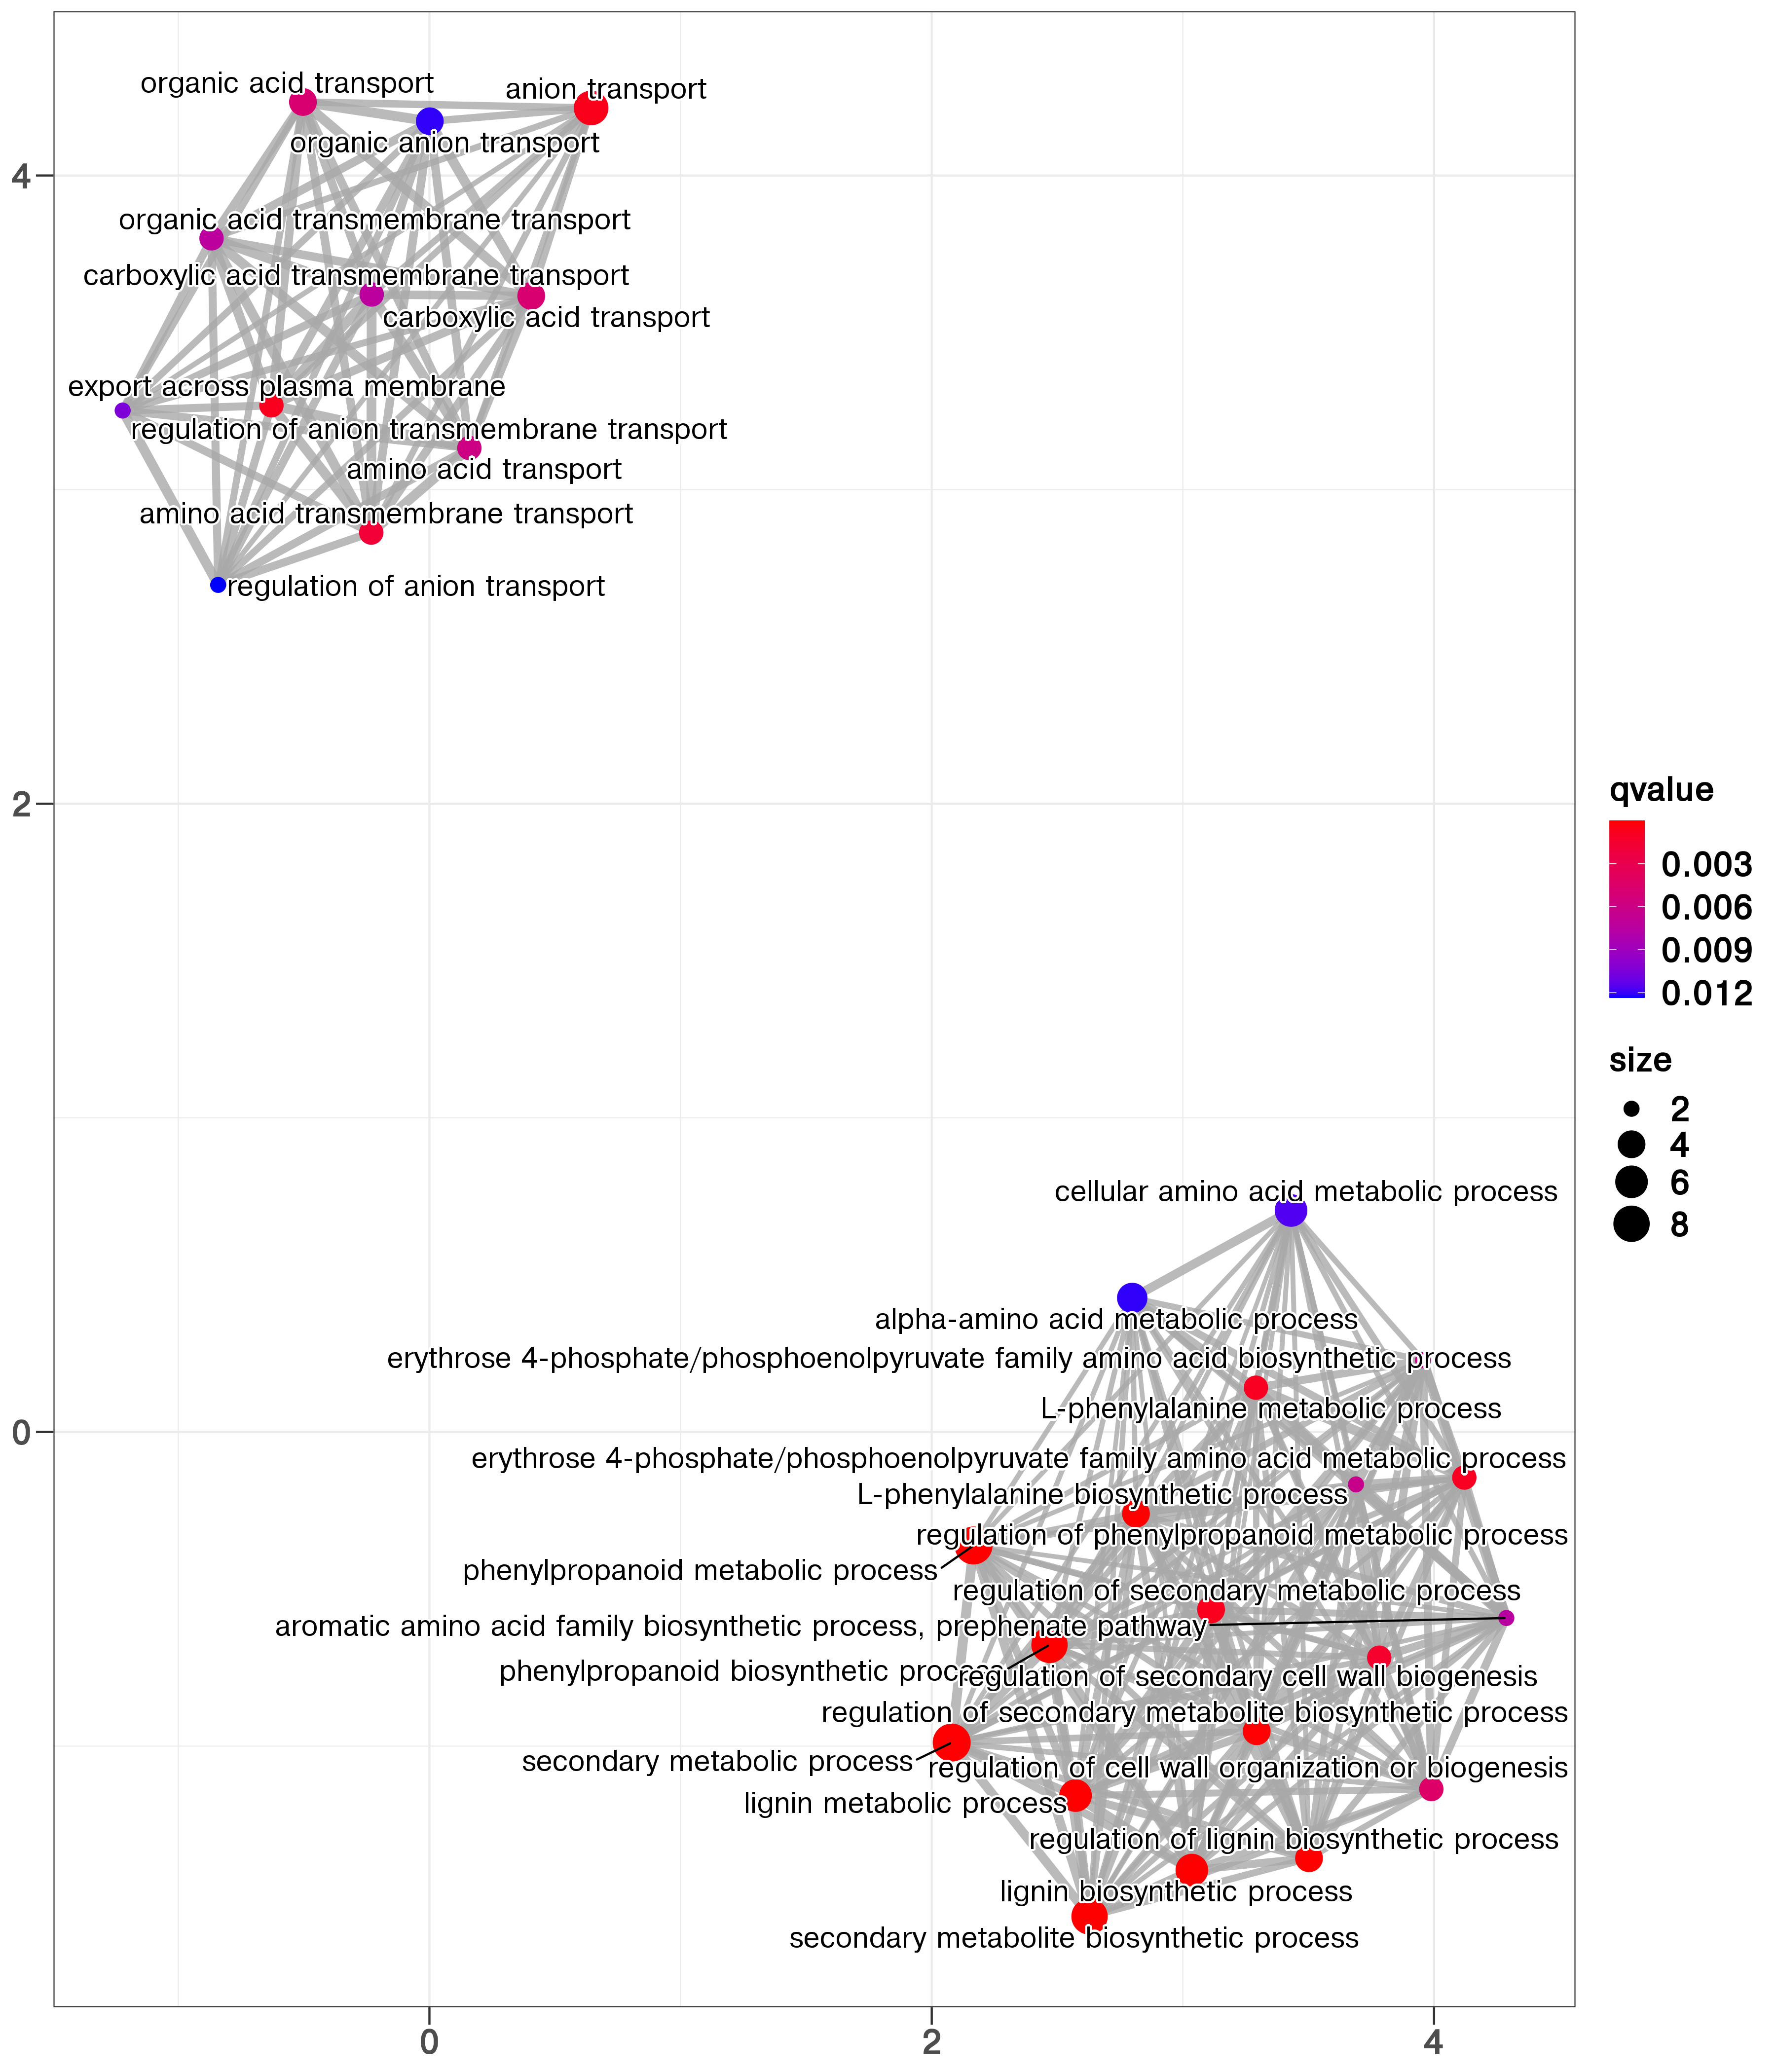 organic acid transport
anion transport
organic anion transport
4
organic acid transmembrane transport
carboxylic acid transmembrane transport
carboxylic acid transport
export across plasma membrane
regulation of anion transmembrane transport
amino acid transport
amino acid transmembrane transport
regulation of anion transport
2
qvalue
0.003
0.006
0.009
0.012
size
2
4
6
8
cellular amino acid metabolic process
alpha-amino acid metabolic process
erythrose 4-phosphate/phosphoenolpyruvate family amino acid biosynthetic process
L-phenylalanine metabolic process
0
erythrose 4-phosphate/phosphoenolpyruvate family amino acid metabolic process
L-phenylalanine biosynthetic process
regulation of phenylpropanoid metabolic process
phenylpropanoid metabolic process
regulation of secondary metabolic process
aromatic amino acid family biosynthetic process, prephenate pathway
phenylpropanoid biosynthetic process
regulation of secondary cell wall biogenesis
regulation of secondary metabolite biosynthetic process
secondary metabolic process
regulation of cell wall organization or biogenesis
lignin metabolic process
regulation of lignin biosynthetic process
lignin biosynthetic process
secondary metabolite biosynthetic process
0
2
4